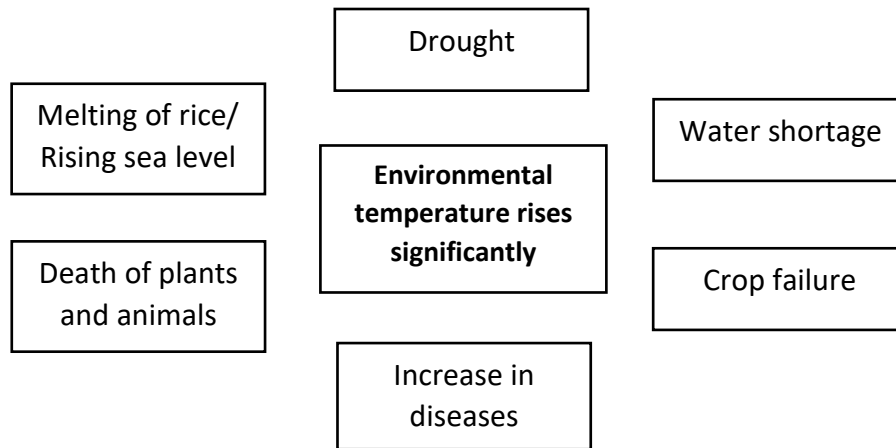 Drought
Melting of rice/
Rising sea level
Water shortage
Environmental
temperature rises
significantly
Death of plants
and animals
Crop failure
Increase in
diseases